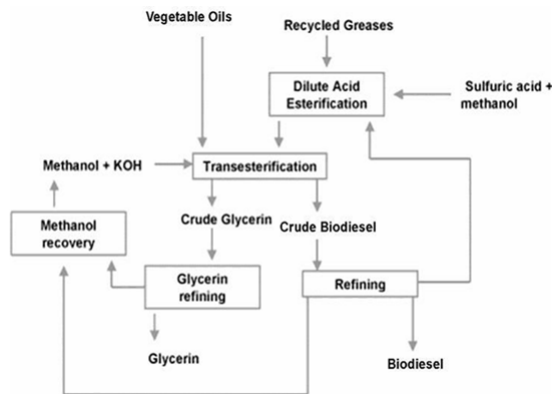 Vegetable Oils
Recycled Greases
Dilute Acid
Esterification
Sulfuric acid +
methanol
Methanol + KOH
Transesterification
Methanol
recovery
Crude Glycerin
Crude Biodiesel
Glycerin
refining
Refining
Glycerin
Biodiesel